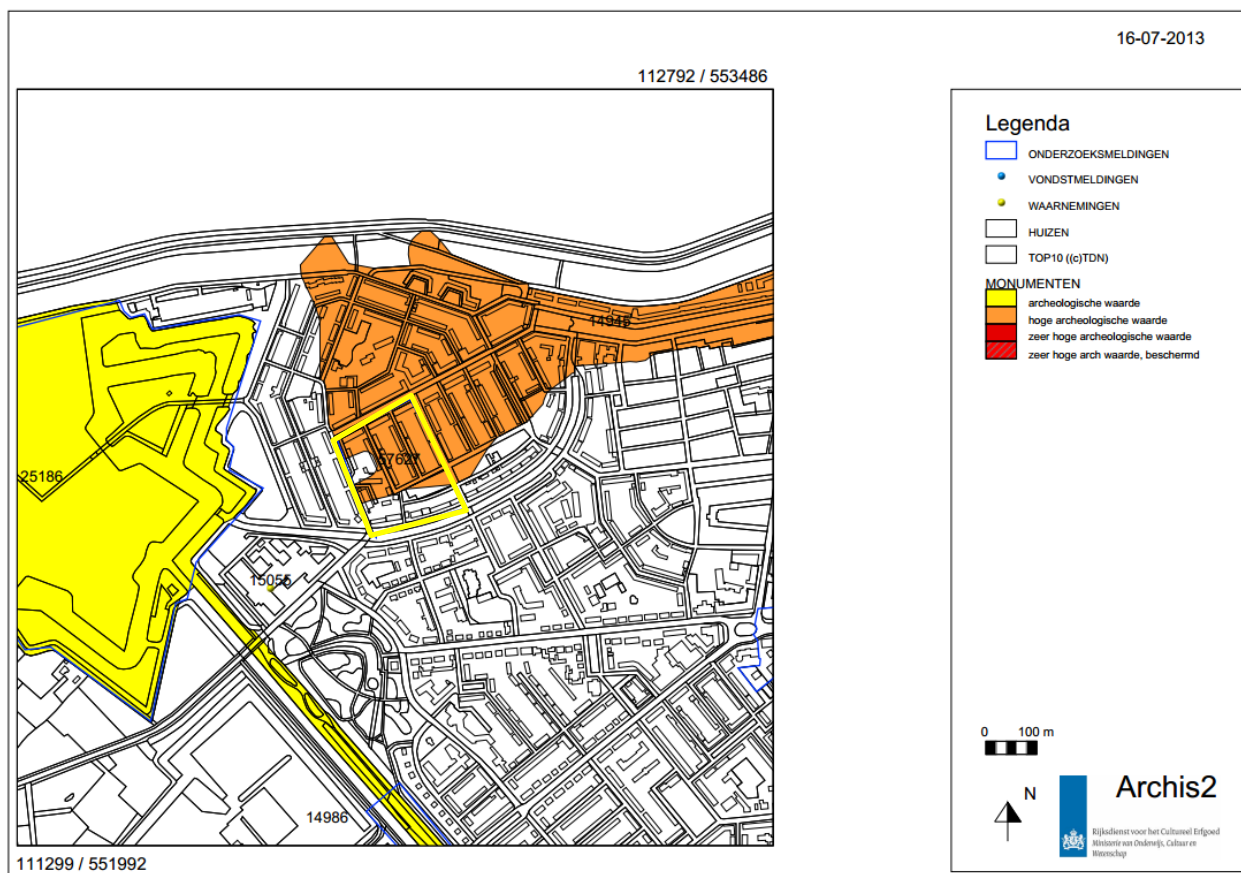 16-07-2013
112792 / 553486
14945
57627
25186
15055
14986
111299 / 551992
Legenda
ONDERZOEKSMELDINGEN
VONDSTMELDINGEN
WAARNEMINGEN
HUIZEN
TOP10 ((c)TDN)
MONUMENTEN
archeologische waarde
hoge archeologische waarde
zeer hoge archeologische waarde
zeer hoge arch waarde, beschermd
0 100 m
N
Archis2
Rijksdienst voor het Cultureel Erfgoed
Ministerie van Onderwijs, Cultuur en
Wetenschap